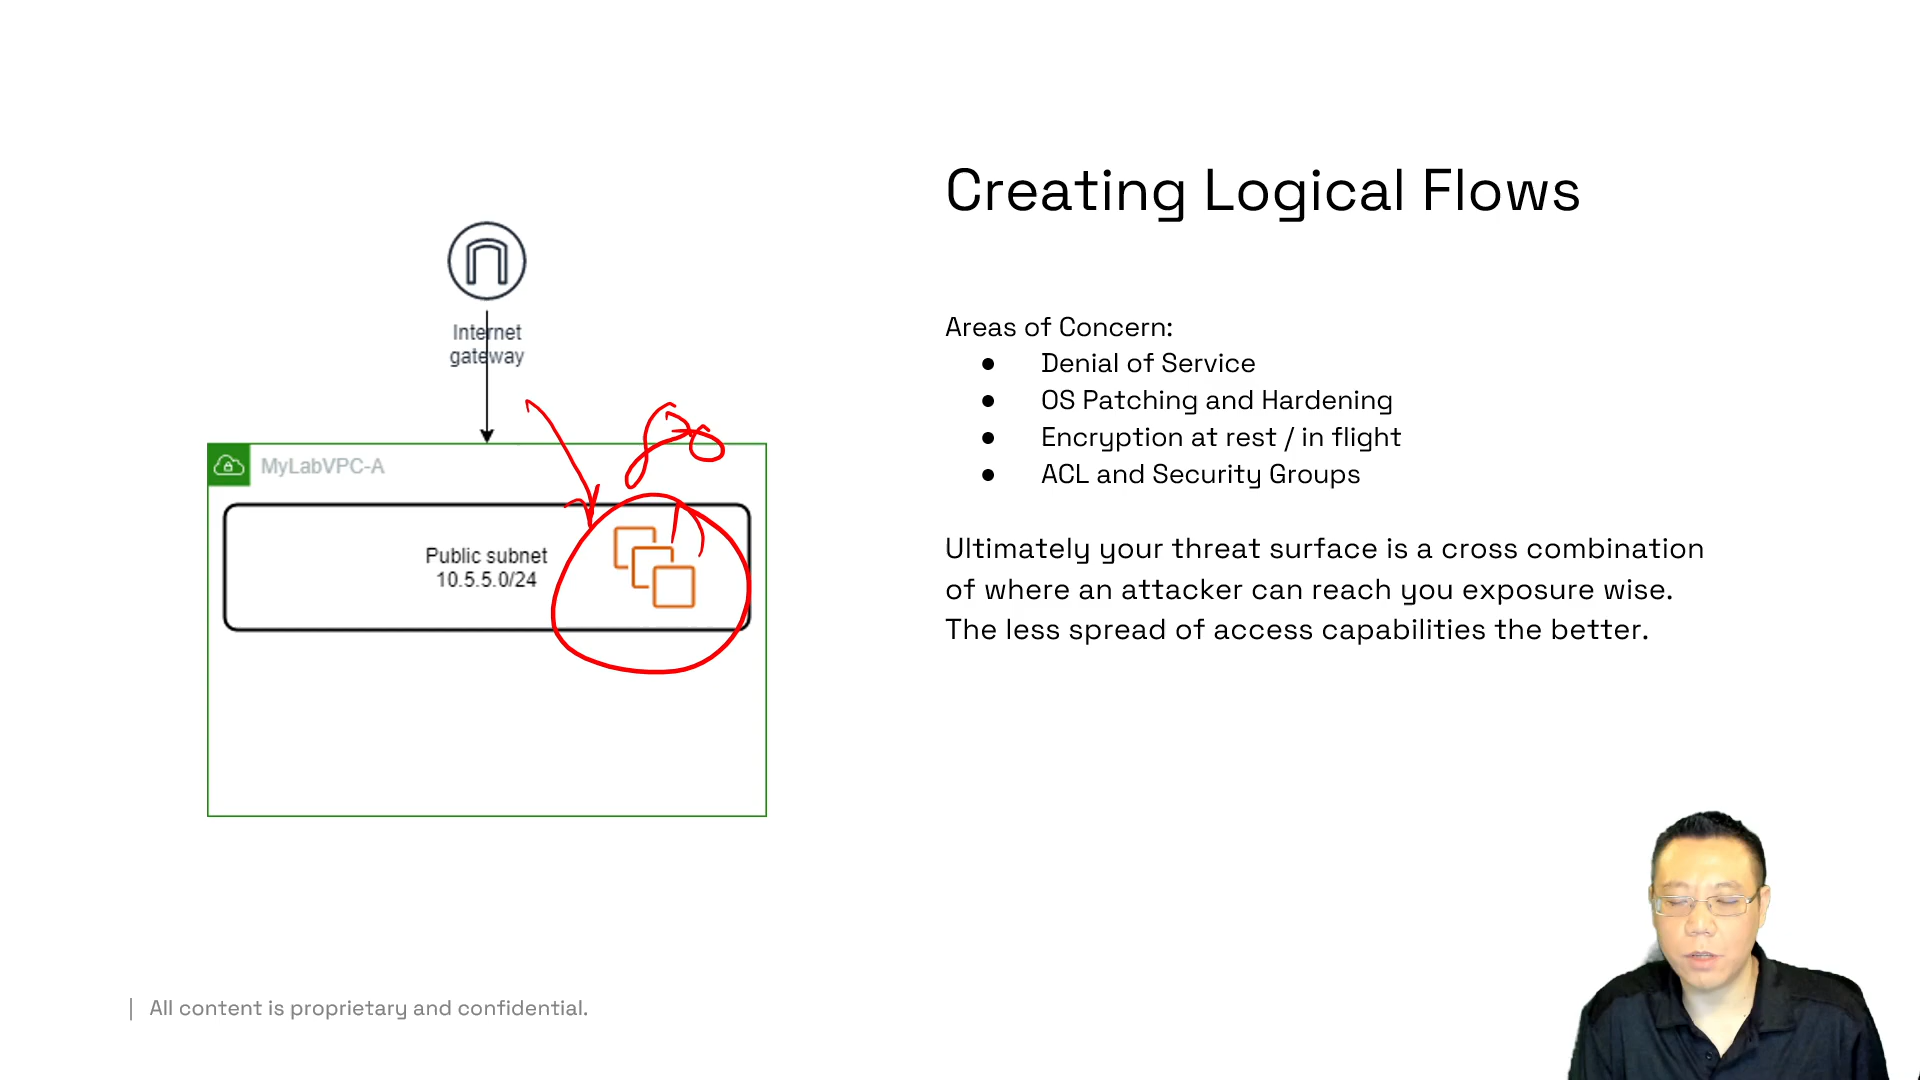 Creating Logical Flows
Internet
gateway
MyLabVPC-A
Public subnet
10.5.5.0/24
Areas of Concern:
● Denial of Service
● OS Patching and Hardening
● Encryption at rest / in flight
● ACL and Security Groups
Ultimately your threat surface is a cross combination
of where an attacker can reach you exposure wise.
The less spread of access capabilities the better.
| All content is proprietary and confidential.